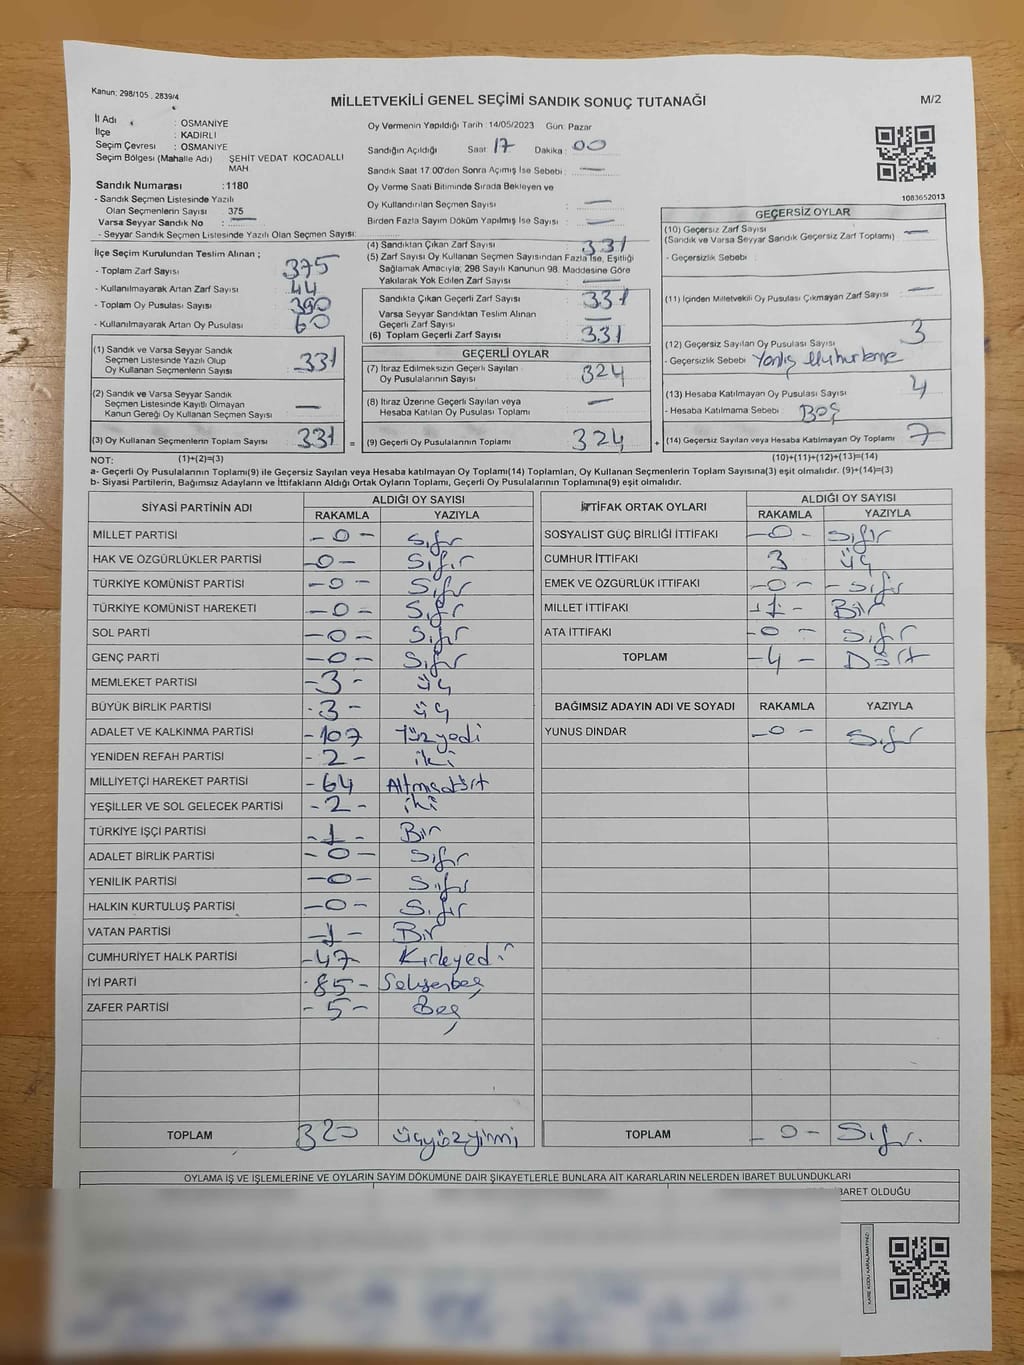 Kanun; 298/105 , 2839/4
MİLLETVEKİLİ GENEL SEÇİMİ SANDIK SONUÇ TUTANAĞI
M/2
İl Adı : OSMANİYE
İlçe : KADİRLİ
Seçim Çevresi : OSMANİYE
Seçim Bölgesi (Mahalle Adı) ŞEHİT VEDAT KOCADALLI
MAH
Sandık Numarası :1180
- Sandık Seçmen Listesinde Yazılı
Olan Seçmenlerin Sayısı 375
Varsa Seyyar Sandık No : —
- Seyyar Sandık Seçmen Listesinde Yazılı Olan Seçmen Sayısı:
Oy Vermenin Yapıldığı Tarih :14/05/2023 Gün: Pazar
Sandığın Açıldığı Saat: 17 Dakika: 00
Sandık Saat 17:00'den Sonra Açımış İse Sebebi: —
Oy Verme Saati Bitiminde Sırada Bekleyen ve
Oy Kullandırılan Seçmen Sayısı : —
Birden Fazla Sayım Döküm Yapılmış İse Sayısı : —
1083652013
İlçe Seçim Kurulundan Teslim Alınan ;
- Toplam Zarf Sayısı 375
- Kullanılmayarak Artan Zarf Sayısı 44
- Toplam Oy Pusulası Sayısı 390
- Kullanılmayarak Artan Oy Pusulası 60
(1) Sandık ve Varsa Seyyar Sandık
Seçmen Listesinde Yazılı Olup
Oy Kullanan Seçmenlerin Sayısı 331
(2) Sandık ve Varsa Seyyar Sandık
Seçmen Listesinde Kayıtlı Olmayan
Kanun Gereği Oy Kullanan Seçmen Sayısı —
(3) Oy Kullanan Seçmenlerin Toplam Sayısı 331 =
(4) Sandıktan Çıkan Zarf Sayısı 331
(5) Zarf Sayısı Oy Kullanan Seçmen Sayısından Fazla İse, Eşitliği
Sağlamak Amacıyla; 298 Sayılı Kanunun 98. Maddesine Göre
Yakılarak Yok Edilen Zarf Sayısı —
Sandıkta Çıkan Geçerli Zarf Sayısı 331
Varsa Seyyar Sandıktan Teslim Alınan
Geçerli Zarf Sayısı —
(6) Toplam Geçerli Zarf Sayısı 331
GEÇERLİ OYLAR
(7) İtiraz Edilmeksizin Geçerli Sayılan
Oy Pusulalarının Sayısı 324
(8) İtiraz Üzerine Geçerli Sayılan veya
Hesaba Katılan Oy Pusulası Toplamı —
(9) Geçerli Oy Pusulalarının Toplamı 324 +
GEÇERSİZ OYLAR
(10) Geçersiz Zarf Sayısı
(Sandık ve Varsa Seyyar Sandık Geçersiz Zarf Toplamı) —
- Geçersizlik Sebebi :
(11) İçinden Milletvekili Oy Pusulası Çıkmayan Zarf Sayısı —
(12) Geçersiz Sayılan Oy Pusulası Sayısı 3
- Geçersizlik Sebebi Yanlış Muhurleme
(13) Hesaba Katılmayan Oy Sayısı 4
- Hesaba Katılmama Sebebi : Boş
(14) Geçersiz Sayılan veya Hesaba Katılmayan Oy Toplamı 7
NOT: (1)+(2)=(3) (10)+(11)+(12)+(13)=(14)
a- Geçerli Oy Pusulalarının Toplamı(9) ile Geçersiz Sayılan veya Hesaba katılmayan Oy Toplamı(14) Toplamları, Oy Kullanan Seçmenlerin Toplam Sayısına(3) eşit olmalıdır. (9)+(14)=(3)
b- Siyasi Partilerin, Bağımsız Adayların ve İttifakların Aldığı Ortak Oyların Toplamı, Geçerli Oy Pusulalarının Toplamına(9) eşit olmalıdır.
SİYASİ PARTİNİN ADI ALDIĞI OY SAYISI
RAKAMLA YAZIYLA
MİLLET PARTİSI - 0 - Sıfır
HAK VE ÖZGÜRLÜKLER PARTİSİ - 0 - Sıfır
TÜRKİYE KOMÜNİST PARTİSİ - 0 - Sıfır
TÜRKİYE KOMÜNİST HAREKETİ - 0 - Sıfır
SOL PARTİ - 0 - Sıfır
GENÇ PARTİ - 0 - Sıfır
MEMLEKET PARTİSİ - 3 - üç
BÜYÜK BİRLİK PARTİSİ - 3 - üç
ADALET VE KALKINMA PARTİSİ - 107 yüzyedi
YENİDEN REFAH PARTİSİ - 2 - iki
MİLLİYETÇİ HAREKET PARTİSİ - 64 Altmışdört
YEŞİLLER VE SOL GELECEK PARTİSİ - 2 - iki
TÜRKİYE İŞÇİ PARTİSİ - 1 - Bir
ADALET BİRLİK PARTİSİ - 0 - Sıfır
YENİLİK PARTİSİ - 0 - Sıfır
HALKIN KURTULUŞ PARTİSİ - 0 - Sıfır
VATAN PARTİSİ - 1 - Bir
CUMHURİYET HALK PARTİSİ - 47 Kırkyedi
İYİ PARTİ - 85 - Seksenbeş
ZAFER PARTİSİ - 5 - Beş
TOPLAM 320 üçyüzyirmi
İTTİFAK ORTAK OYLARI ALDIĞI OY SAYISI
RAKAMLA YAZIYLA
SOSYALİST GÜÇ BİRLİĞİ İTTİFAKI - 0 - Sıfır
CUMHUR İTTİFAKI 3 üç
EMEK VE ÖZGÜRLÜK İTTİFAKI - 0 - - Sıfır
MİLLET İTTİFAKI - 1 - Bir
ATA İTTİFAKI - 0 - Sıfır
TOPLAM - 4 - Dört
BAĞIMSIZ ADAYIN ADI VE SOYADI RAKAMLA YAZIYLA
YUNUS DİNDAR - 0 - Sıfır
TOPLAM - 0 - Sıfır.
OYLAMA İŞ VE İŞLEMLERİNE VE OYLARIN SAYIM DÖKÜMÜNE DAİR ŞİKAYETLERLE BUNLARA AİT KARARLARIN NELERDEN İBARET BULUNDUKLARI
İBARET OLDUĞU
KARE KODU KARALAMAYINIZ!